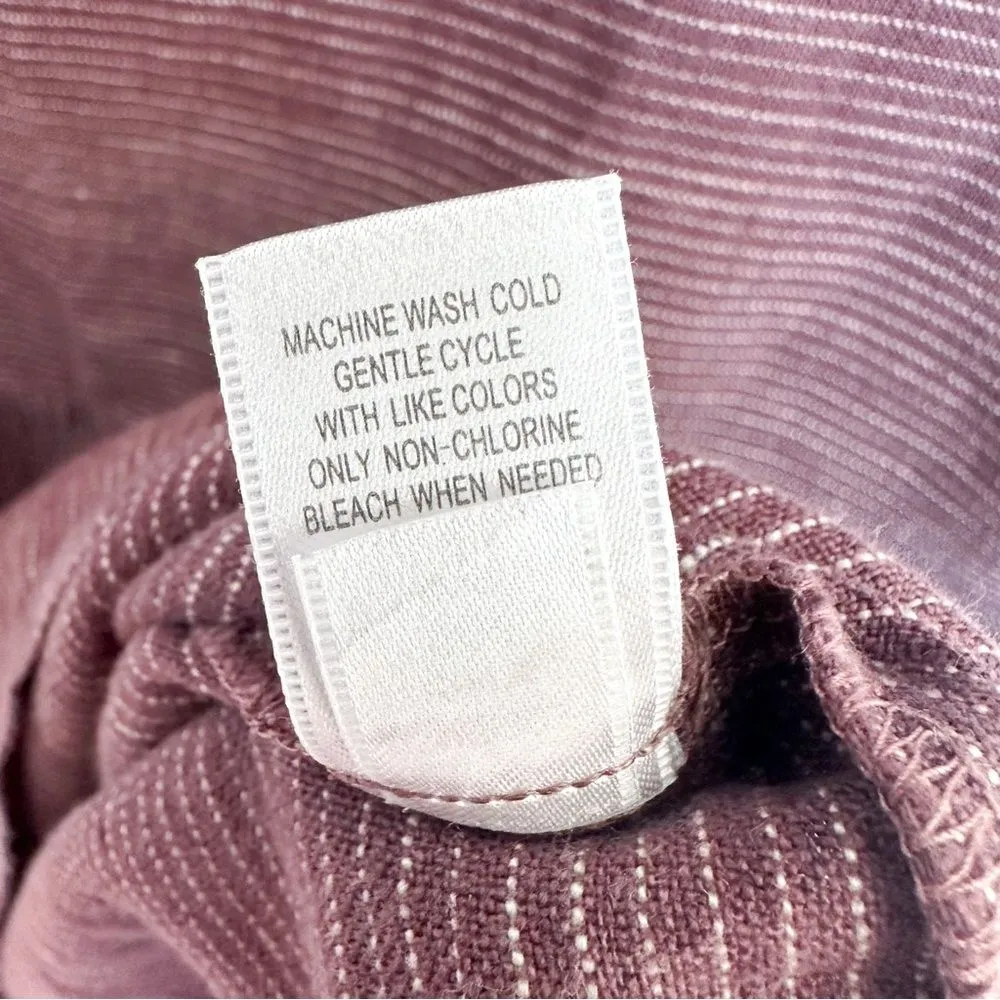 MACHINE WASH COLD
GENTLE CYCLE
WITH LIKE COLORS
ONLY NON-CHLORINE
BLEACH WHEN NEEDED